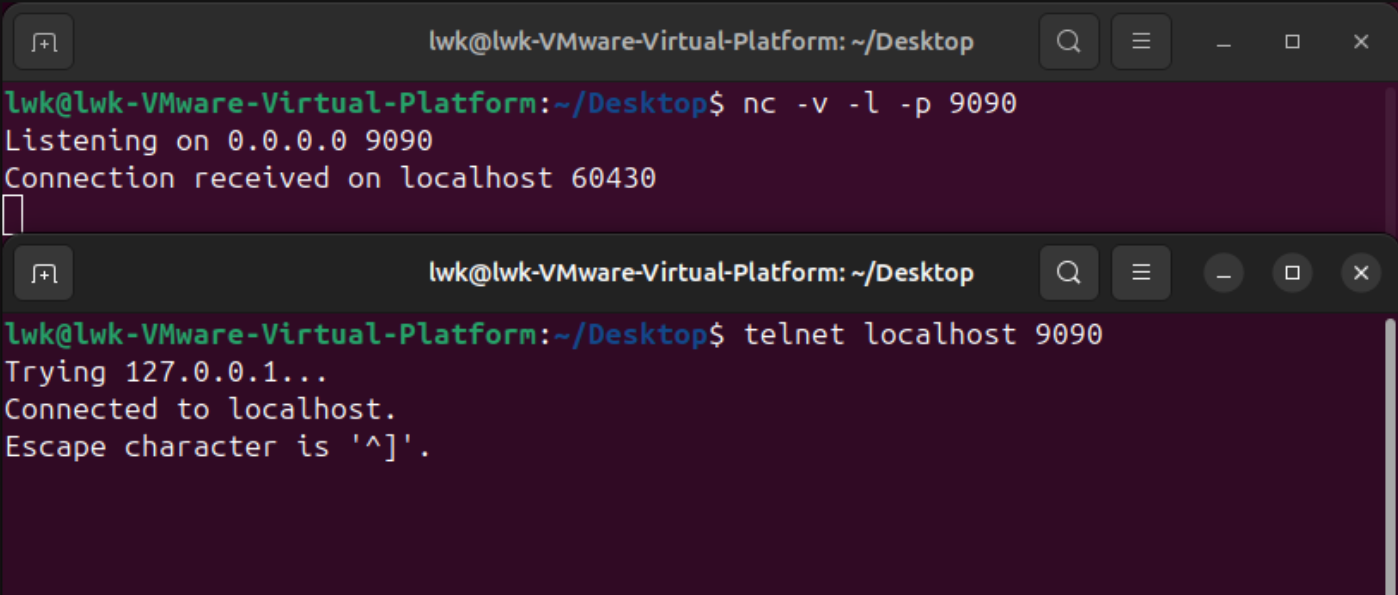 lwk@lwk-VMware-Virtual-Platform: ~/Desktop
lwk@lwk-VMware-Virtual-Platform:~/Desktop$ nc -v -l -p 9090
Listening on 0.0.0.0 9090
Connection received on localhost 60430
lwk@lwk-VMware-Virtual-Platform: ~/Desktop
lwk@lwk-VMware-Virtual-Platform:~/Desktop$ telnet localhost 9090
Trying 127.0.0.1...
Connected to localhost.
Escape character is '^]'.